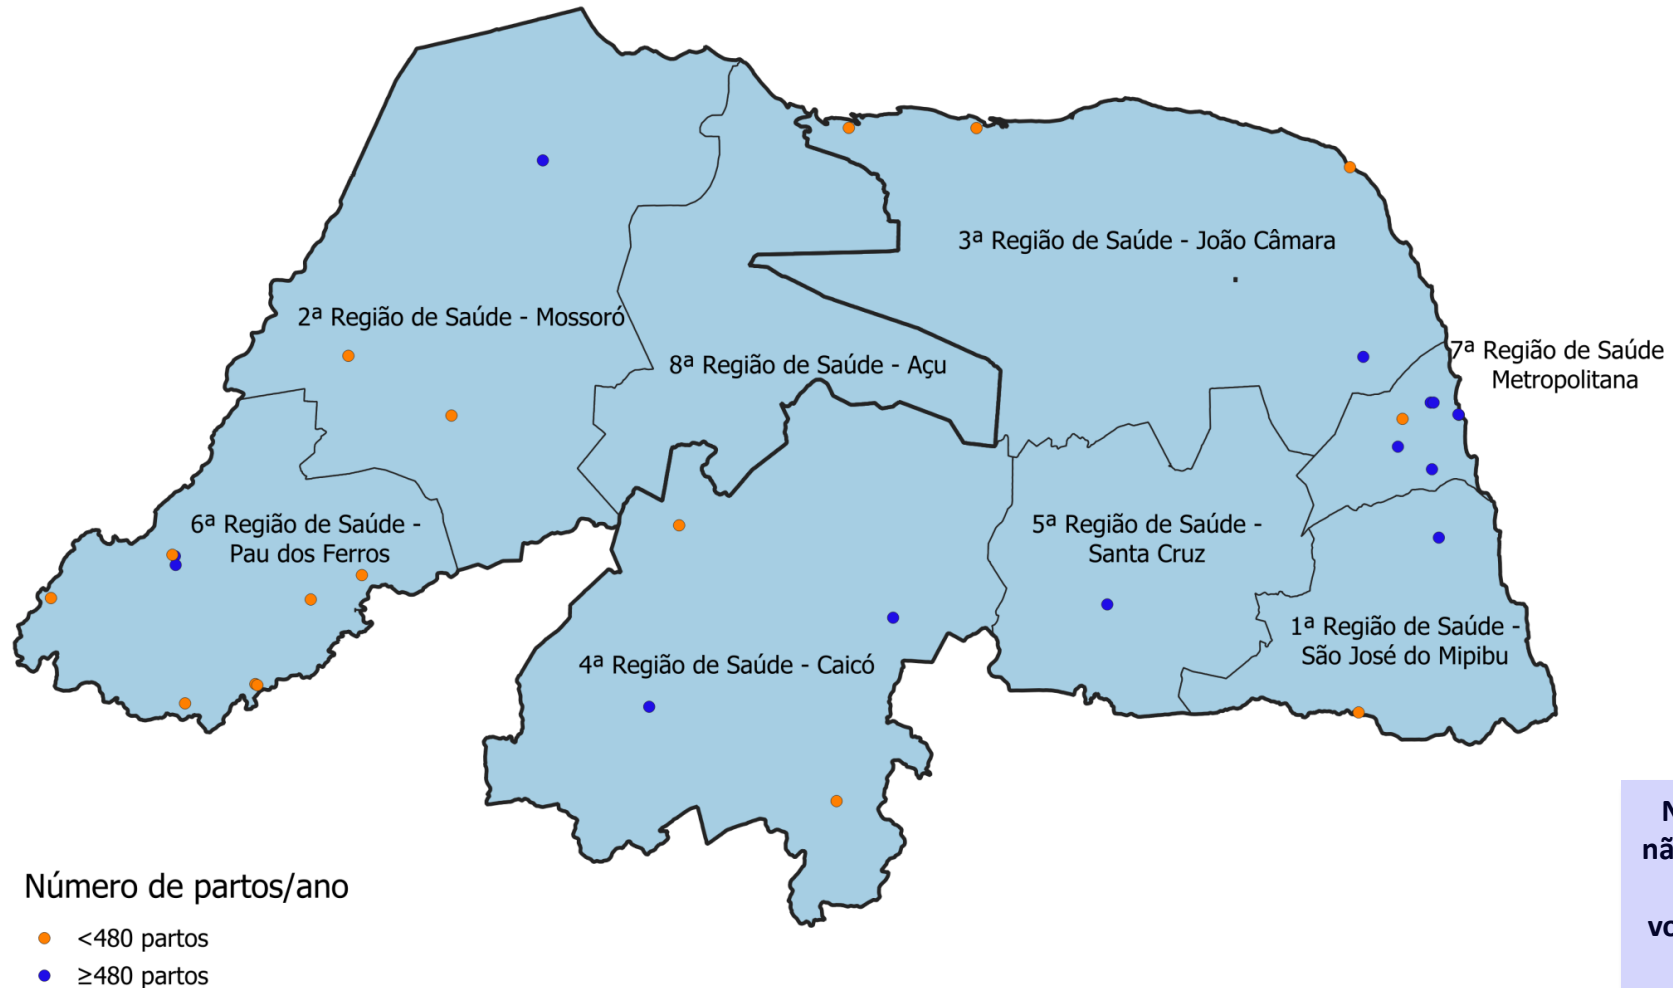 3ª Região de Saúde - João Câmara
2ª Região de Saúde - Mossoró
7ª Região de Saúde
Metropolitana
8ª Região de Saúde - Açu
6ª Região de Saúde -
Pau dos Ferros
5ª Região de Saúde -
Santa Cruz
1ª Região de Saúde -
São José do Mipibu
4ª Região de Saúde - Caicó
Número de partos/ano
<480 partos
≥480 partos